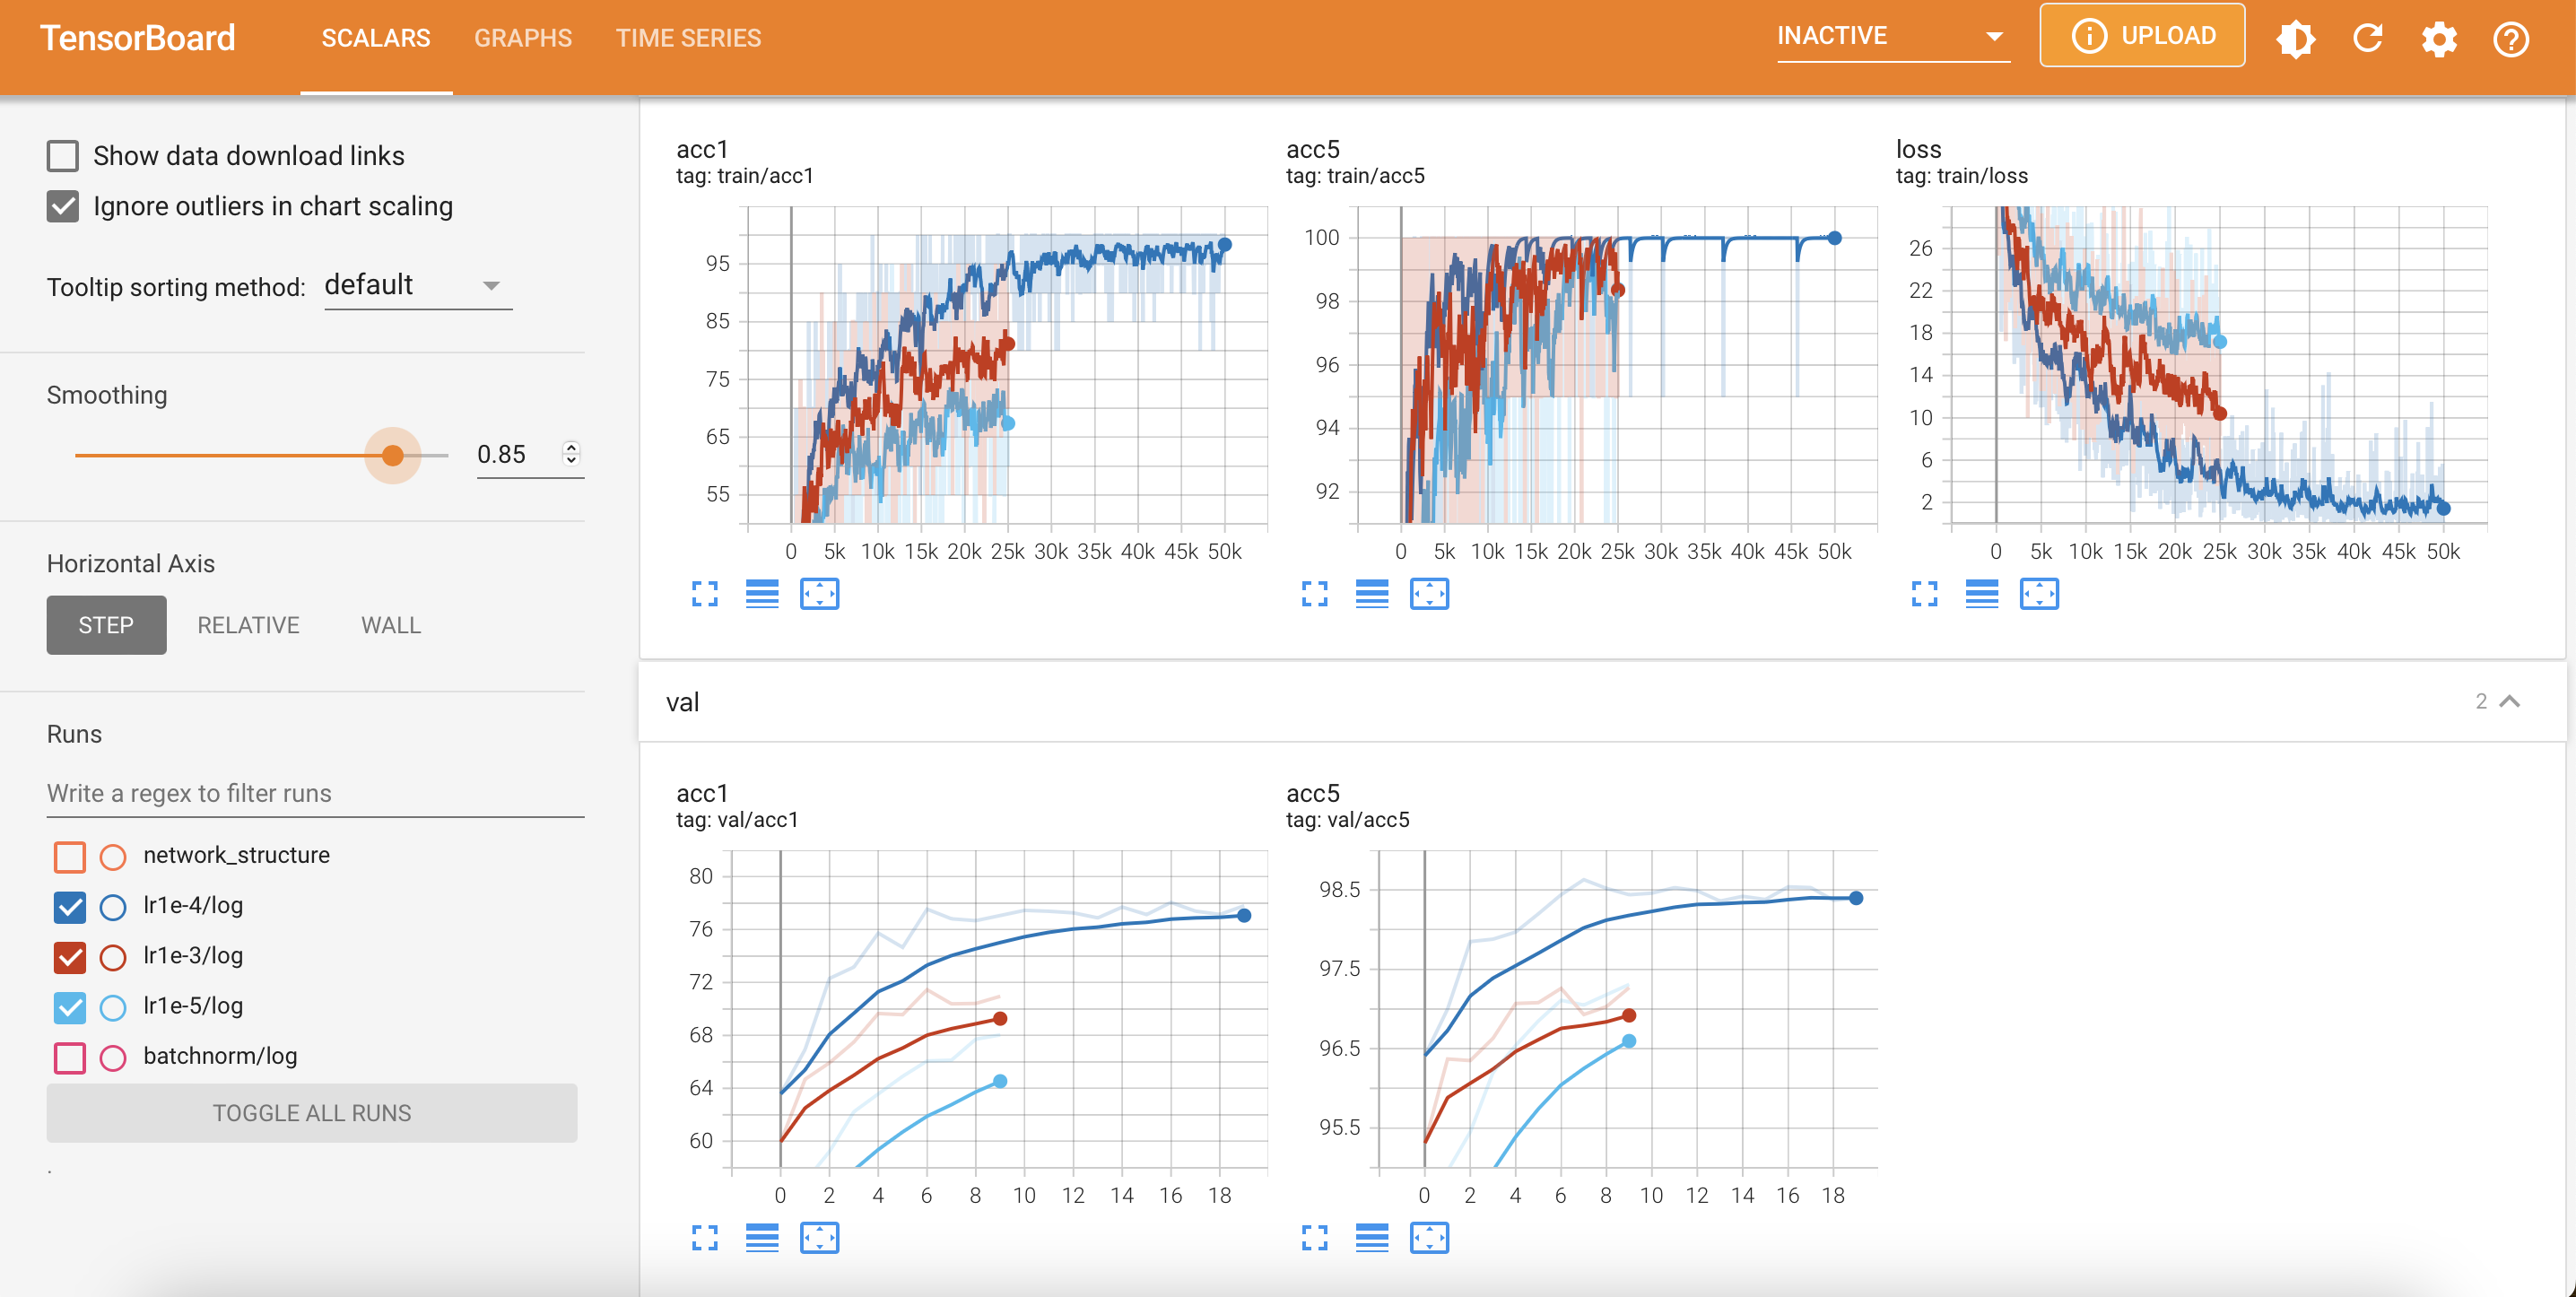 TensorBoard SCALARS GRAPHS TIME SERIES INACTIVE UPLOAD
Show data download links
Ignore outliers in chart scaling
Tooltip sorting method: default
Smoothing
0.85
Horizontal Axis
STEP RELATIVE WALL
Runs
Write a regex to filter runs
network_structure
lr1e-4/log
lr1e-3/log
lr1e-5/log
batchnorm/log
TOGGLE ALL RUNS
.
acc1
tag: train/acc1
95
85
75
65
55
0 5k 10k 15k 20k 25k 30k 35k 40k 45k 50k
acc5
tag: train/acc5
100
98
96
94
92
0 5k 10k 15k 20k 25k 30k 35k 40k 45k 50k
loss
tag: train/loss
26
22
18
14
10
6
2
0 5k 10k 15k 20k 25k 30k 35k 40k 45k 50k
val 2
acc1
tag: val/acc1
80
76
72
68
64
60
0 2 4 6 8 10 12 14 16 18
acc5
tag: val/acc5
98.5
97.5
96.5
95.5
0 2 4 6 8 10 12 14 16 18